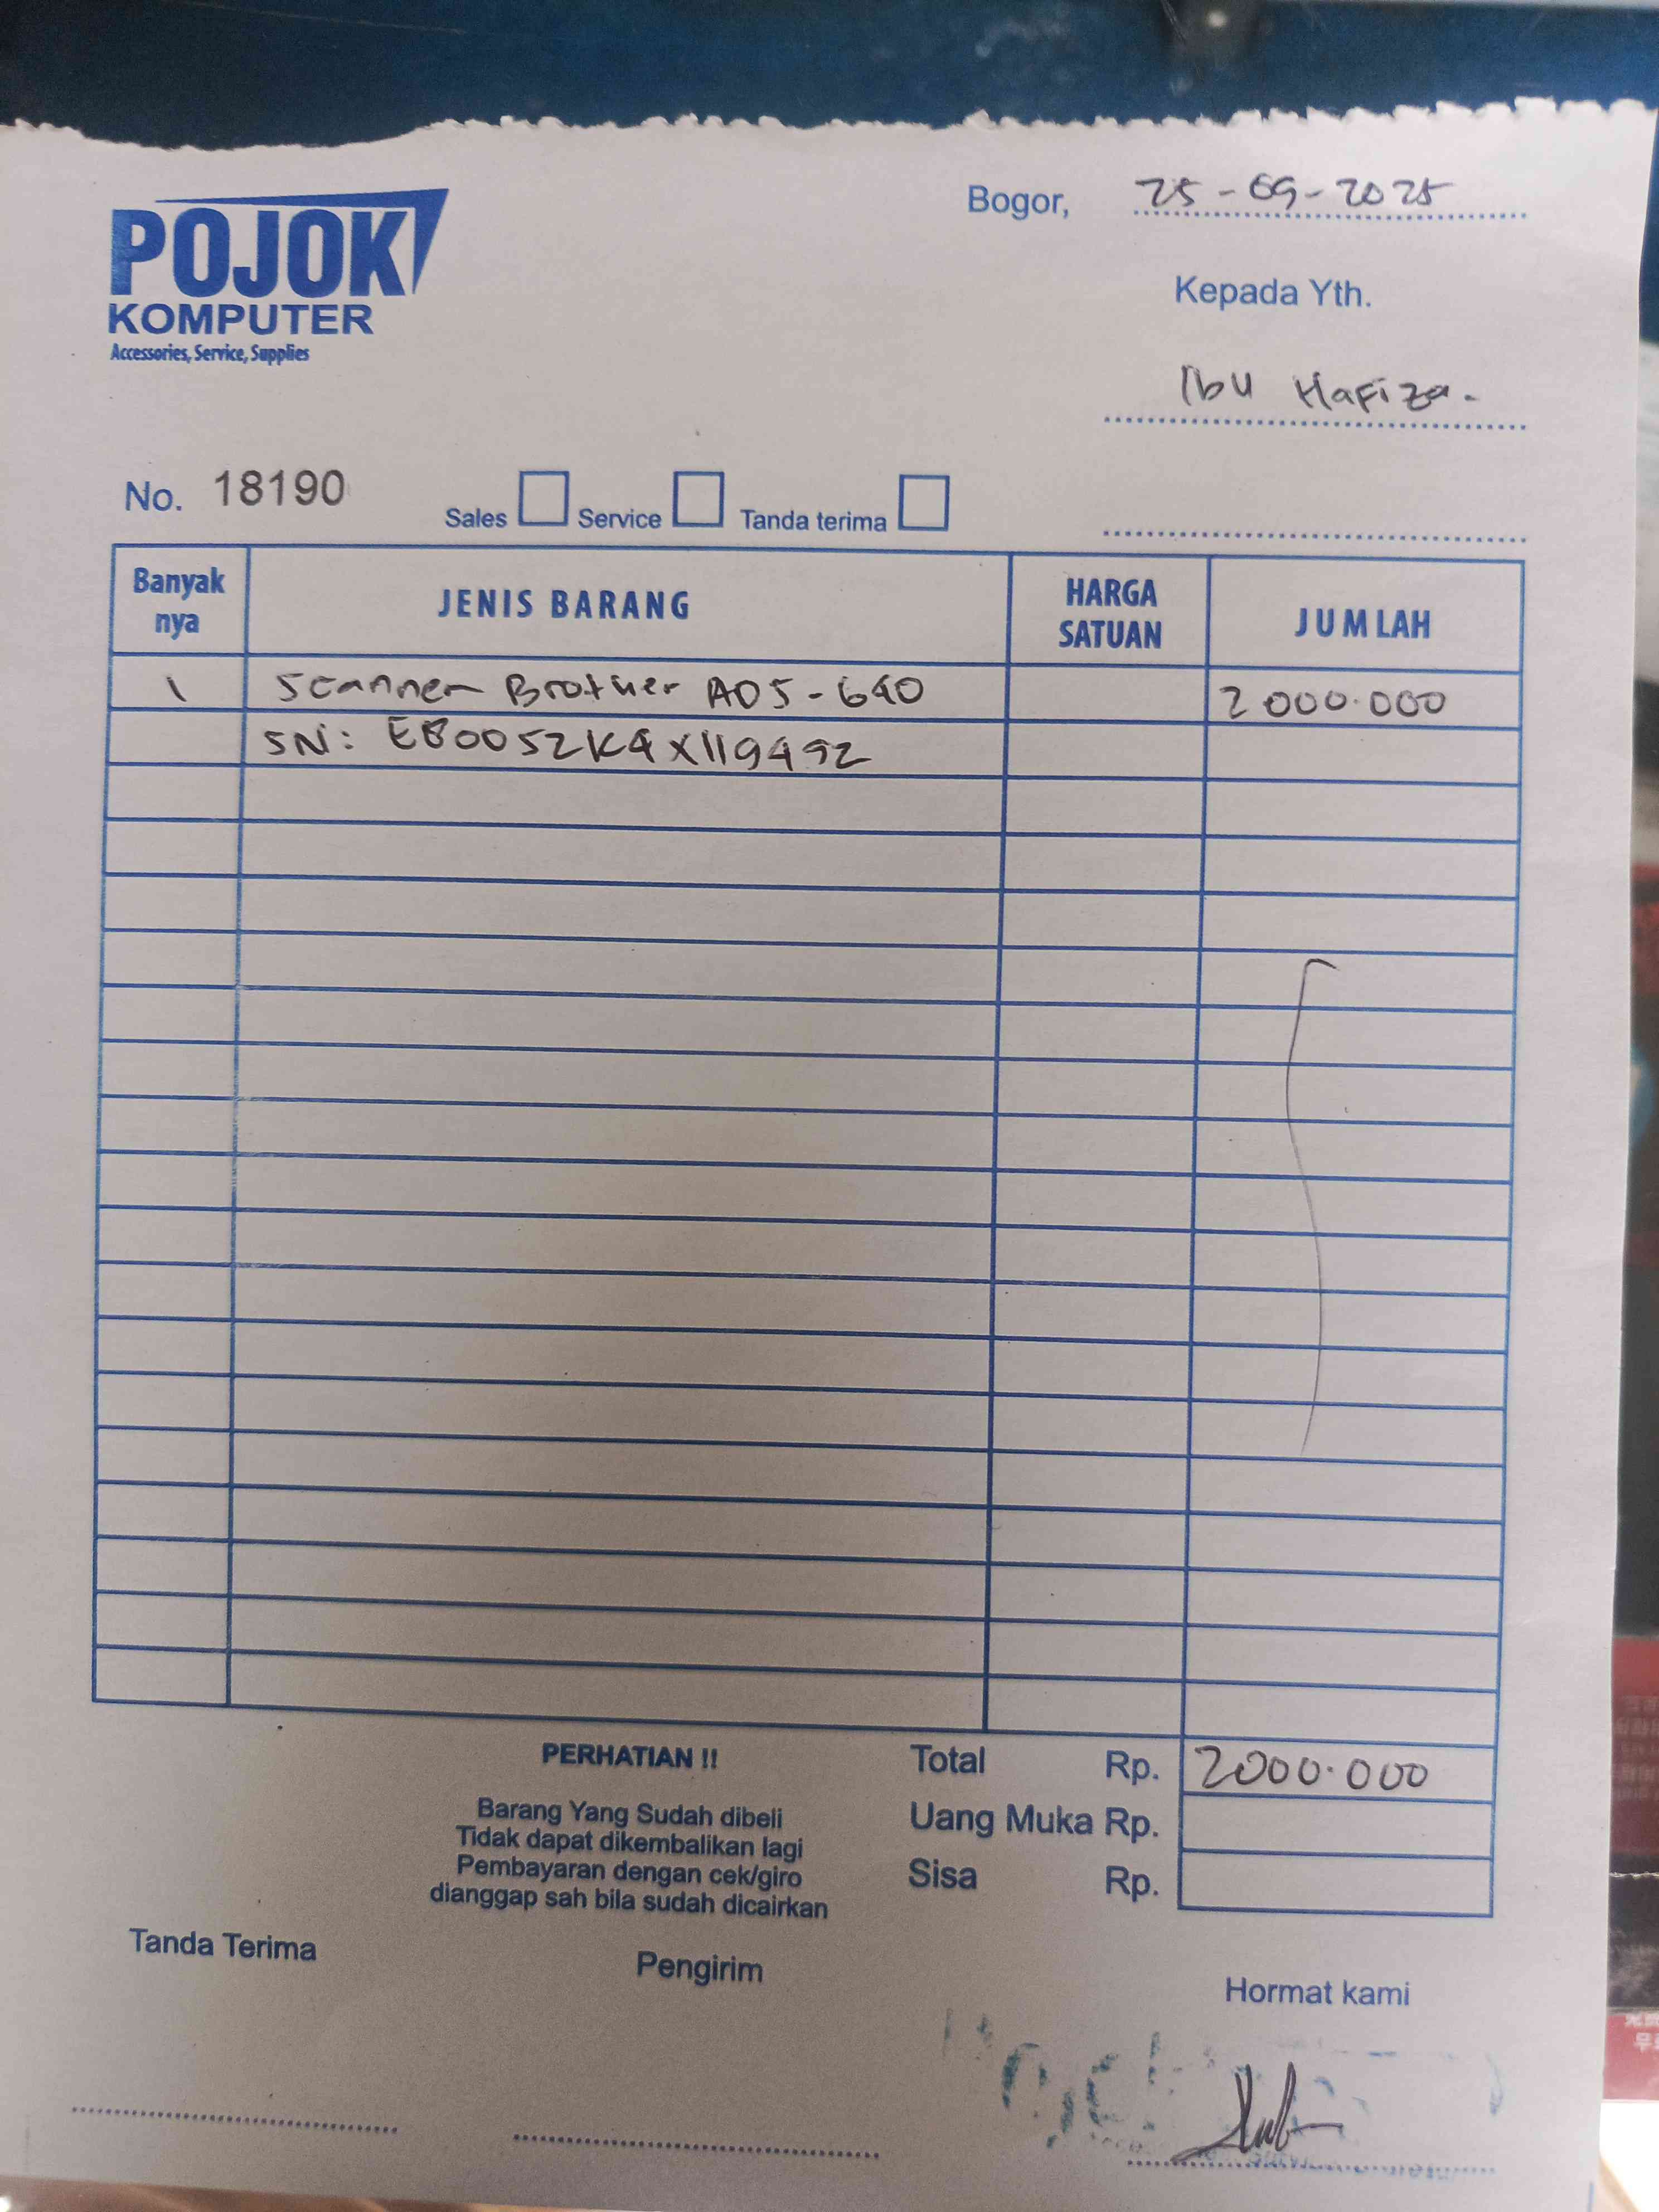 Bogor, 25-09-2025
POJOK
KOMPUTER
Accessories, Service, Supplies
Kepada Yth.
Ibu Hafiza.
No. 18190
Sales Service Tanda terima
Banyak nya JENIS BARANG HARGA SATUAN JUMLAH
1 Scanner Brother ADS-640 2000.000
SN: E80052K4X119492
PERHATIAN !!
Barang Yang Sudah dibeli
Tidak dapat dikembalikan lagi
Pembayaran dengan cek/giro
dianggap sah bila sudah dicairkan
Total Rp. 2000.000
Uang Muka Rp.
Sisa Rp.
Tanda Terima
Pengirim
Hormat kami